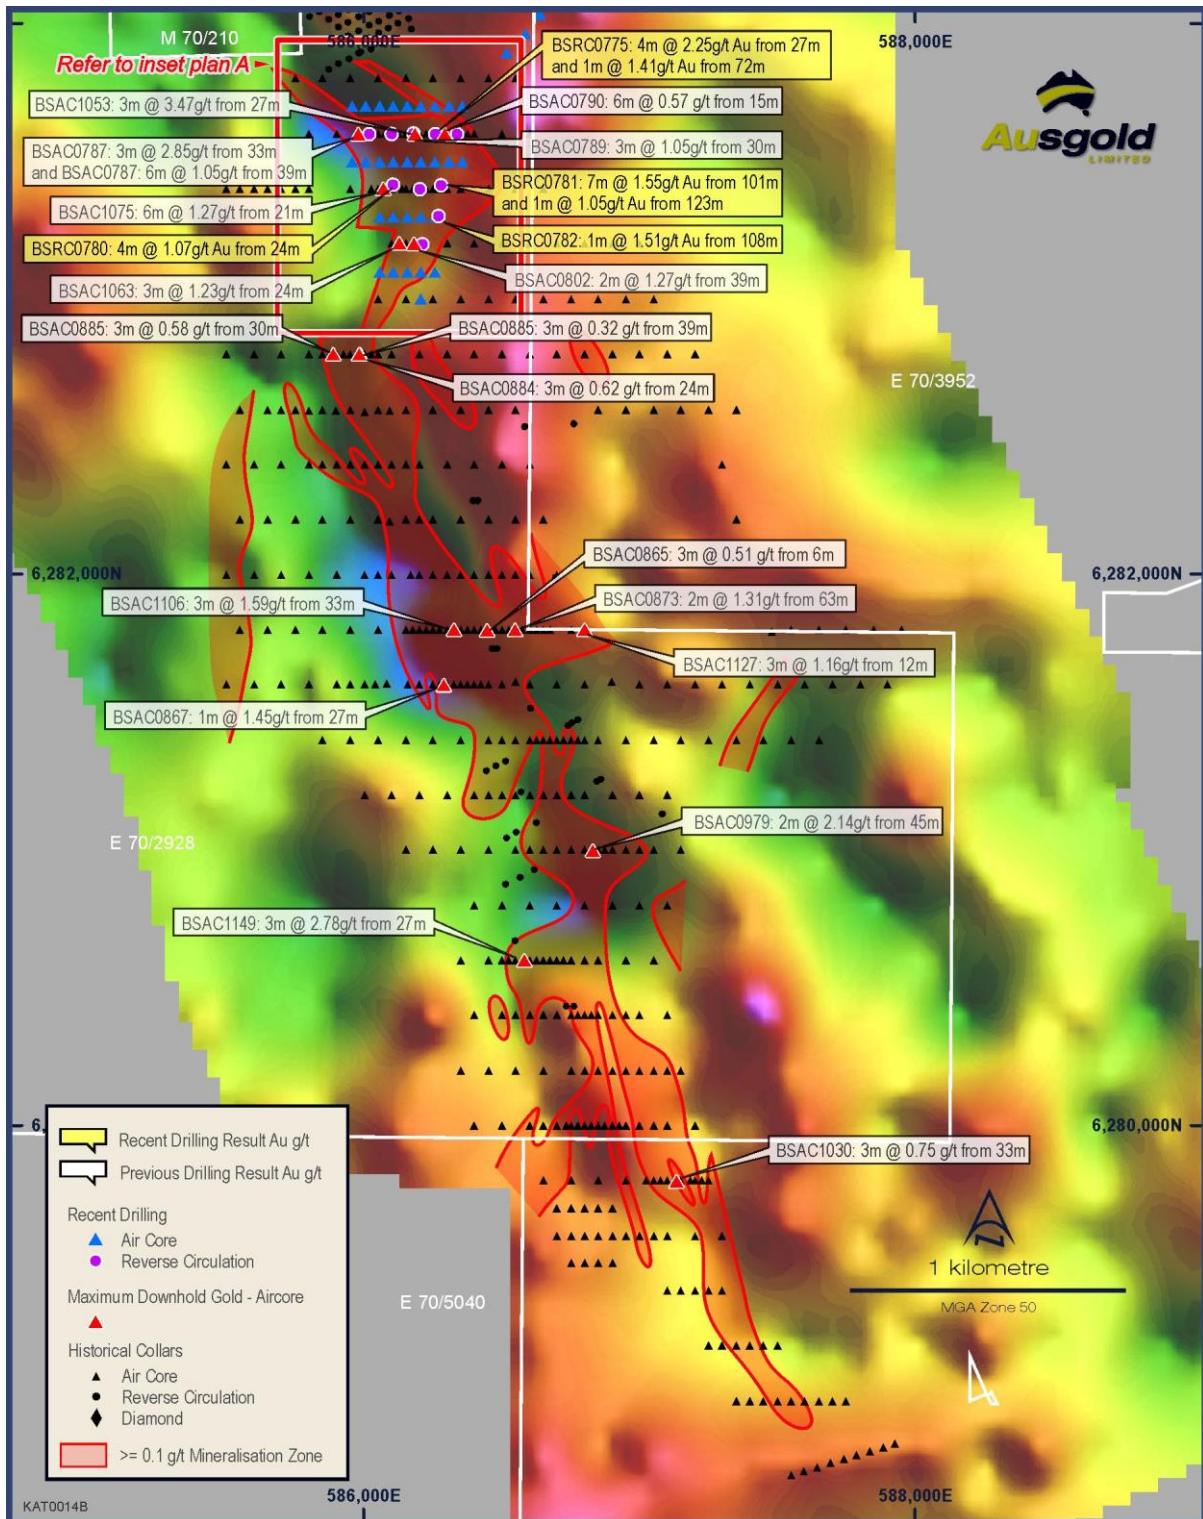 M 70/210
586,000E
588,000E
Refer to inset plan A
BSRC0775: 4m @ 2.25g/t Au from 27m
and 1m @ 1.41g/t Au from 72m
Ausgold
LIMITED
BSAC1053: 3m @ 3.47g/t from 27m
BSAC0790: 6m @ 0.57 g/t from 15m
BSAC0787: 3m @ 2.85g/t from 33m
and BSAC0787: 6m @ 1.05g/t from 39m
BSAC0789: 3m @ 1.05g/t from 30m
BSRC0781: 7m @ 1.55g/t Au from 101m
and 1m @ 1.05g/t Au from 123m
BSAC1075: 6m @ 1.27g/t from 21m
BSRC0780: 4m @ 1.07g/t Au from 24m
BSRC0782: 1m @ 1.51g/t Au from 108m
BSAC1063: 3m @ 1.23g/t from 24m
BSAC0802: 2m @ 1.27g/t from 39m
BSAC0885: 3m @ 0.58 g/t from 30m
BSAC0885: 3m @ 0.32 g/t from 39m
BSAC0884: 3m @ 0.62 g/t from 24m
E 70/3952
BSAC0865: 3m @ 0.51 g/t from 6m
6,282,000N
6,282,000N
BSAC1106: 3m @ 1.59g/t from 33m
BSAC0873: 2m @ 1.31g/t from 63m
BSAC1127: 3m @ 1.16g/t from 12m
BSAC0867: 1m @ 1.45g/t from 27m
BSAC0979: 2m @ 2.14g/t from 45m
E 70/2928
BSAC1149: 3m @ 2.78g/t from 27m
6,280,000N
BSAC1030: 3m @ 0.75 g/t from 33m
Recent Drilling Result Au g/t
Previous Drilling Result Au g/t
Recent Drilling
Air Core
Reverse Circulation
Maximum Downhold Gold - Aircore
Historical Collars
Air Core
Reverse Circulation
Diamond
>= 0.1 g/t Mineralisation Zone
E 70/5040
N
1 kilometre
MGA Zone 50
KAT0014B
586,000E
588,000E